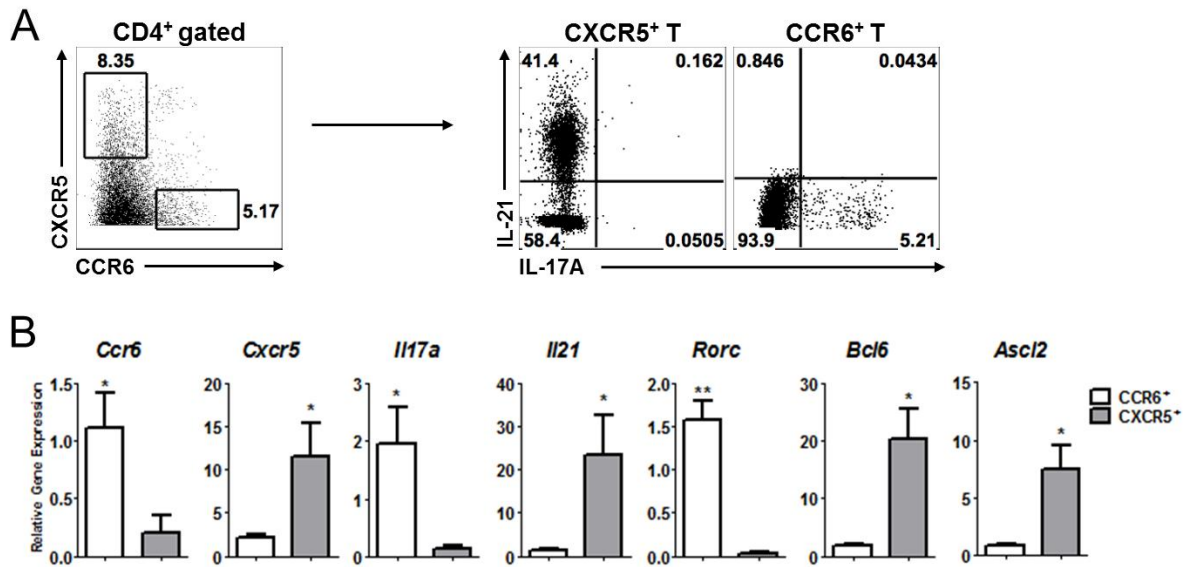 A
CD4⁺ gated
8.35
5.17
CXCR5
CCR6
CXCR5⁺ T
CCR6⁺ T
41.4
0.162
0.846
0.0434
58.4
0.0505
93.9
5.21
IL-21
IL-17A
B
Ccr6
Cxcr5
Il17a
Il21
Rorc
Bcl6
Ascl2
Relative Gene Expression
1.5
1.0
0.5
0.0
*
20
15
10
5
0
*
3
2
1
0
*
40
30
20
10
0
*
2.0
1.5
1.0
0.5
0.0
**
30
20
10
0
*
15
10
5
0
*
CCR6⁺
CXCR5⁺